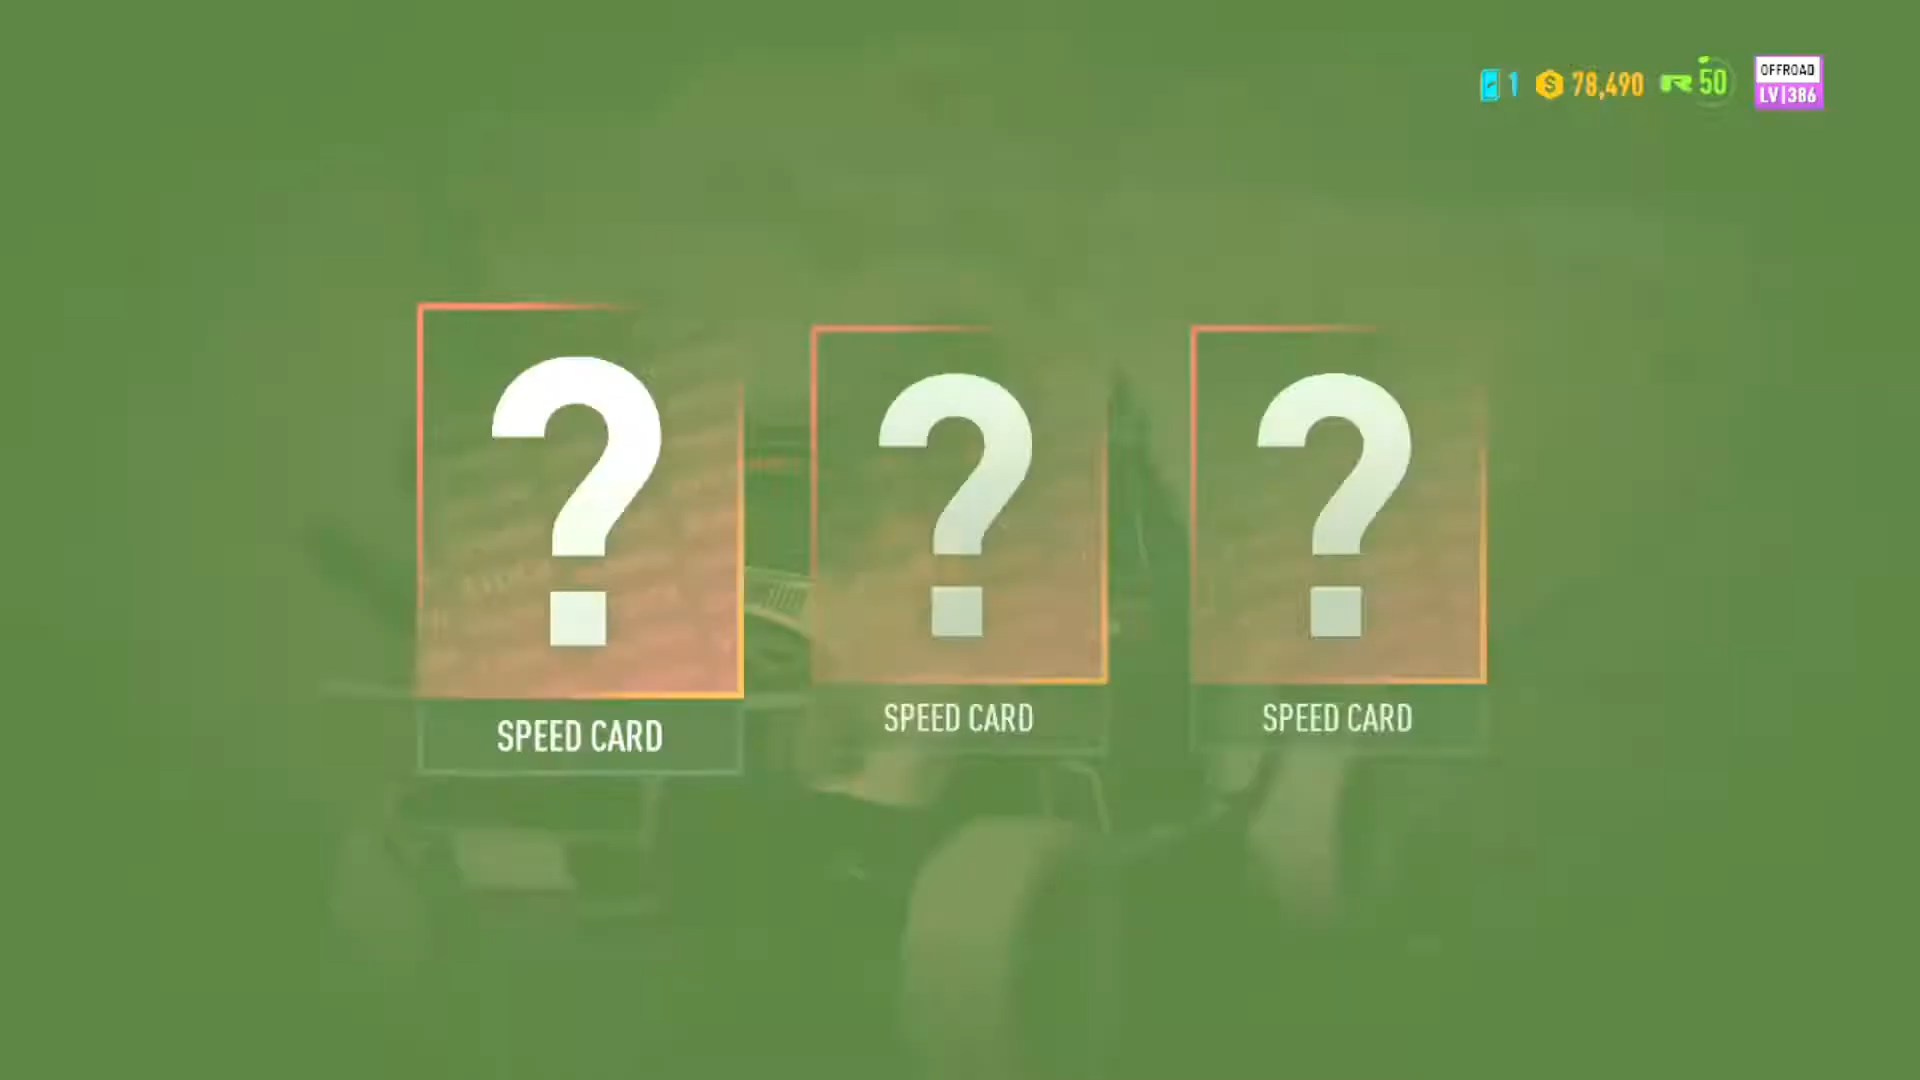 1 $ 78,490 R 50 OFFROAD
LV|386
?
?
?
SPEED CARD
SPEED CARD
SPEED CARD